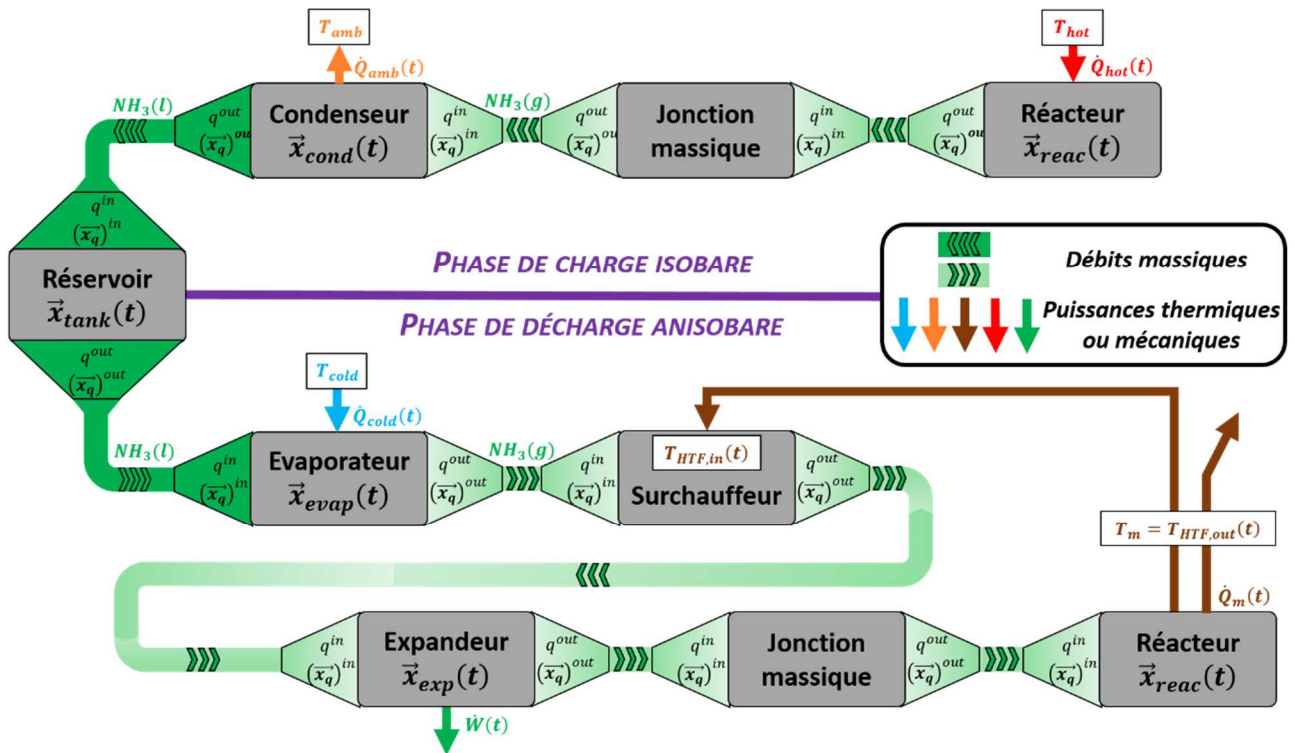 T_amb
T_hot
Q̇_amb(t)
Q̇_hot(t)
NH₃(l)
q^out
(x⃗_q)^ou
Condenseur
x⃗_cond(t)
q^in
(x⃗_q)^in
NH₃(g)
q^out
(x⃗_q)^ou
Jonction
massique
q^in
(x⃗_q)^in
q^out
(x⃗_q)^ou
Réacteur
x⃗_reac(t)
q^in
(x⃗_q)^in
Réservoir
x⃗_tank(t)
q^out
(x⃗_q)^out
PHASE DE CHARGE ISOBARE
PHASE DE DÉCHARGE ANISOBARE
Débits massiques
Puissances thermiques
ou mécaniques
T_cold
Q̇_cold(t)
NH₃(l)
q^in
(x⃗_q)^in
Evaporateur
x⃗_evap(t)
q^out
(x⃗_q)^out
NH₃(g)
q^in
(x⃗_q)^in
T_HTF,in(t)
Surchauffeur
q^out
(x⃗_q)^out
T_m = T_HTF,out(t)
Q̇_m(t)
q^in
(x⃗_q)^in
Expandeur
x⃗_exp(t)
q^out
(x⃗_q)^out
q^in
(x⃗_q)^in
Jonction
massique
q^out
(x⃗_q)^out
q^in
(x⃗_q)^in
Réacteur
x⃗_reac(t)
Ẇ(t)